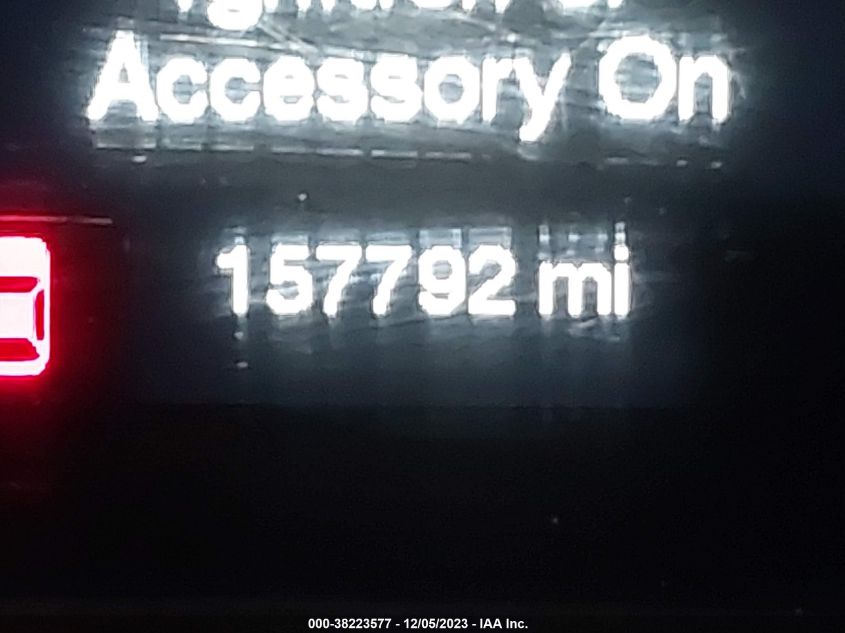 Accessory On
157792 mi
000-38223577 - 12/05/2023 - IAA Inc.